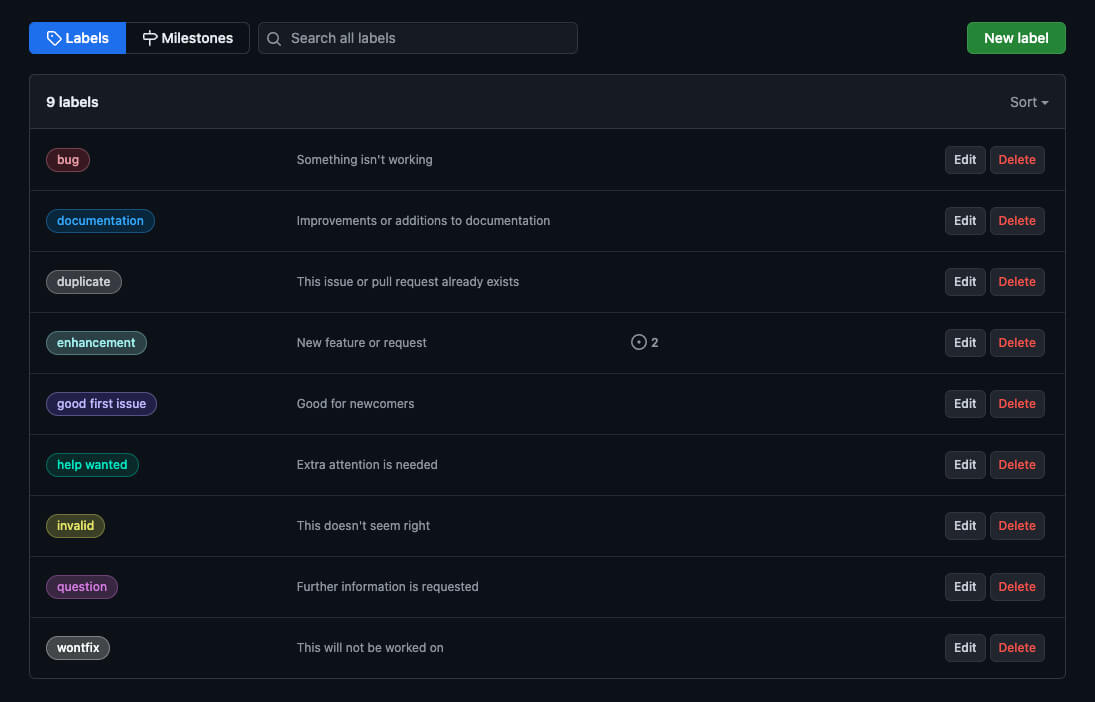 Labels Milestones Search all labels New label
9 labels Sort
bug Something isn't working Edit Delete
documentation Improvements or additions to documentation Edit Delete
duplicate This issue or pull request already exists Edit Delete
enhancement New feature or request 2 Edit Delete
good first issue Good for newcomers Edit Delete
help wanted Extra attention is needed Edit Delete
invalid This doesn't seem right Edit Delete
question Further information is requested Edit Delete
wontfix This will not be worked on Edit Delete